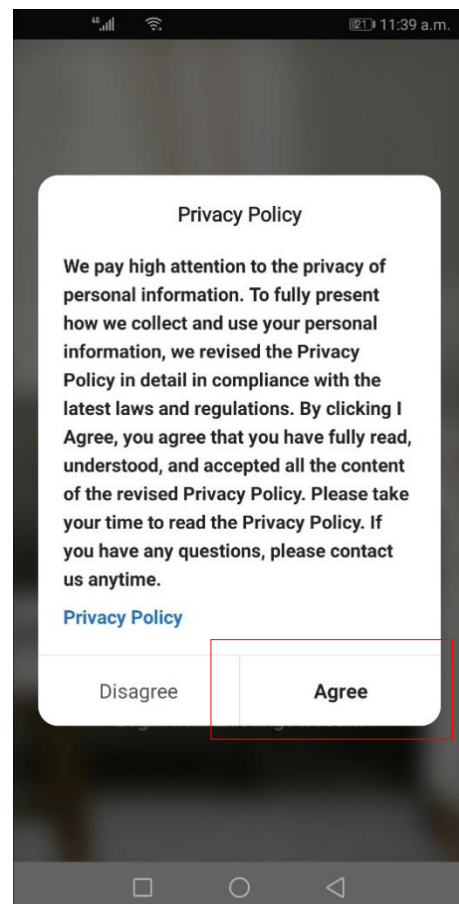 46 21 11:39 a.m.
Privacy Policy
We pay high attention to the privacy of
personal information. To fully present
how we collect and use your personal
information, we revised the Privacy
Policy in detail in compliance with the
latest laws and regulations. By clicking I
Agree, you agree that you have fully read,
understood, and accepted all the content
of the revised Privacy Policy. Please take
your time to read the Privacy Policy. If
you have any questions, please contact
us anytime.
Privacy Policy
Disagree Agree